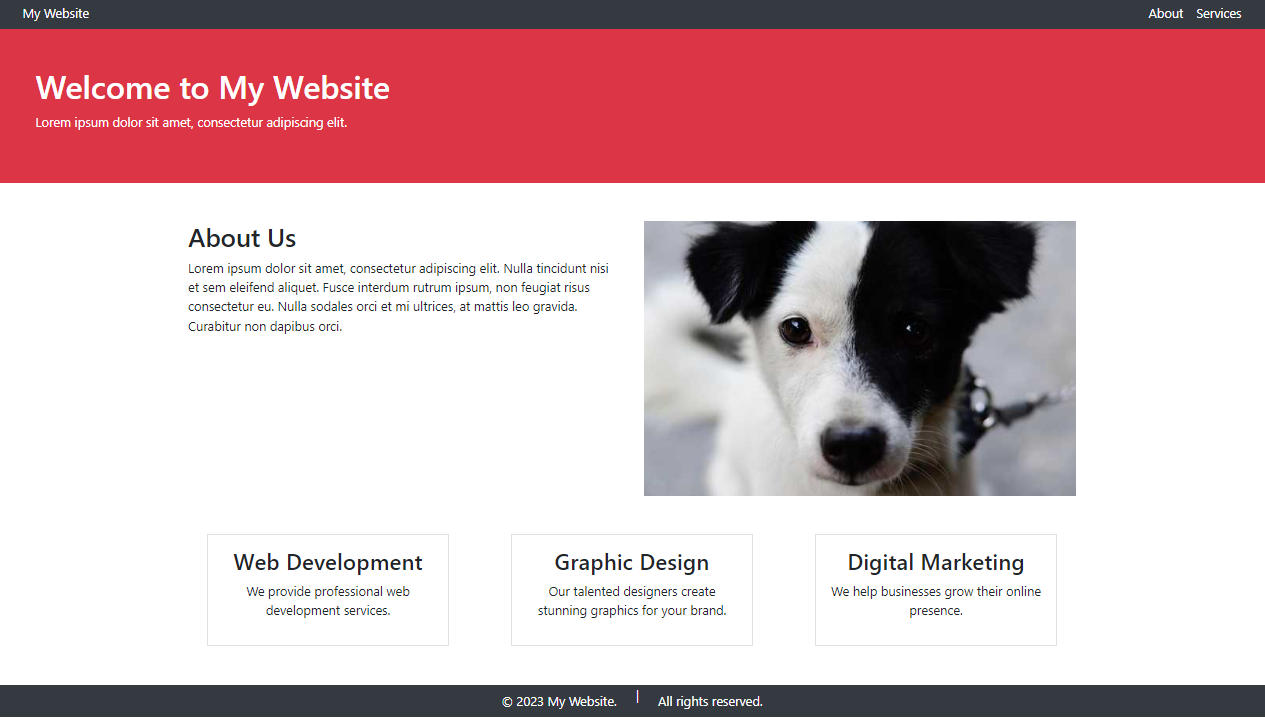 My Website
About Services
Welcome to My Website
Lorem ipsum dolor sit amet, consectetur adipiscing elit.
About Us
Lorem ipsum dolor sit amet, consectetur adipiscing elit. Nulla tincidunt nisi
et sem eleifend aliquet. Fusce interdum rutrum ipsum, non feugiat risus
consectetur eu. Nulla sodales orci et mi ultrices, at mattis leo gravida.
Curabitur non dapibus orci.
Web Development
We provide professional web
development services.
Graphic Design
Our talented designers create
stunning graphics for your brand.
Digital Marketing
We help businesses grow their online
presence.
© 2023 My Website. | All rights reserved.